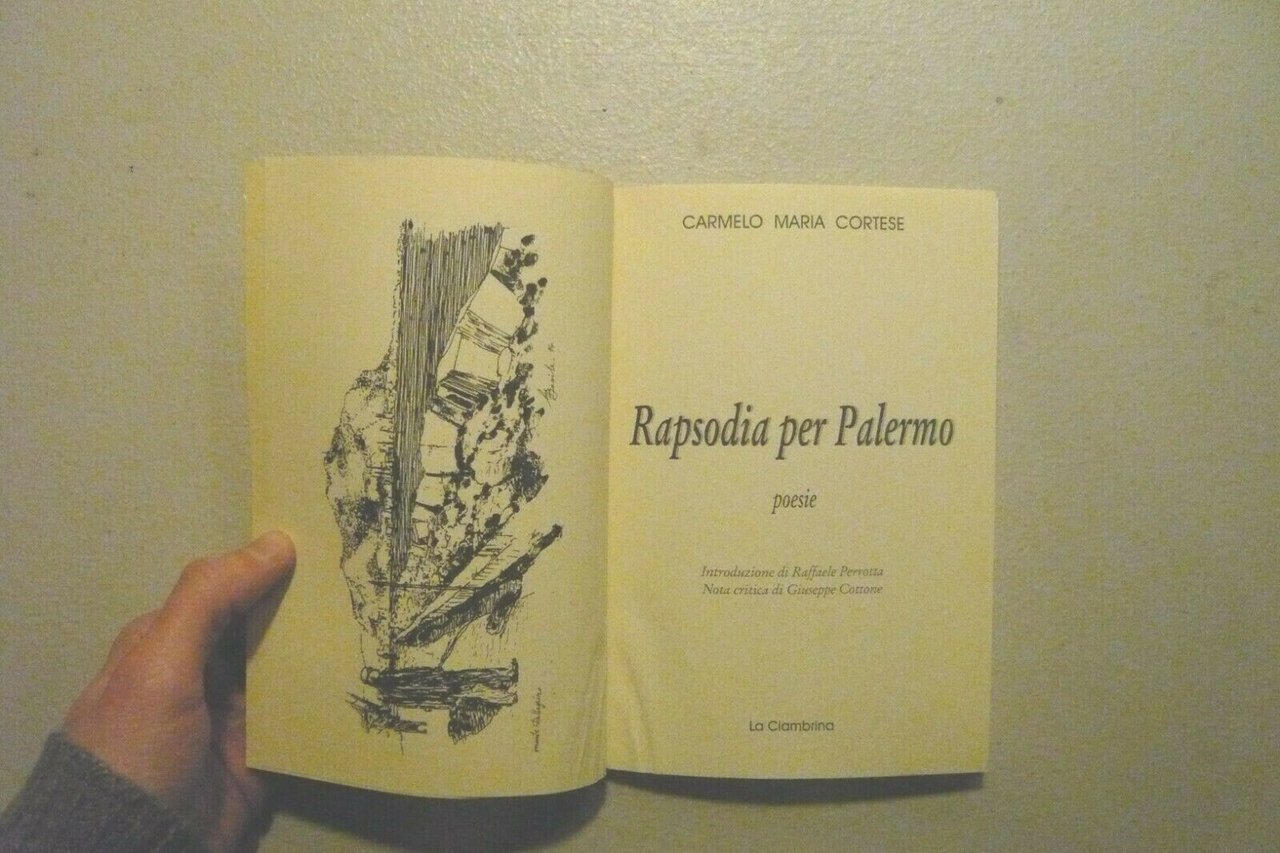 CARMELO MARIA CORTESE
Rapsodia per Palermo
poesie
Introduzione di Raffaele Perrotta
Nota critica di Giuseppe Cottone
La Ciambrina